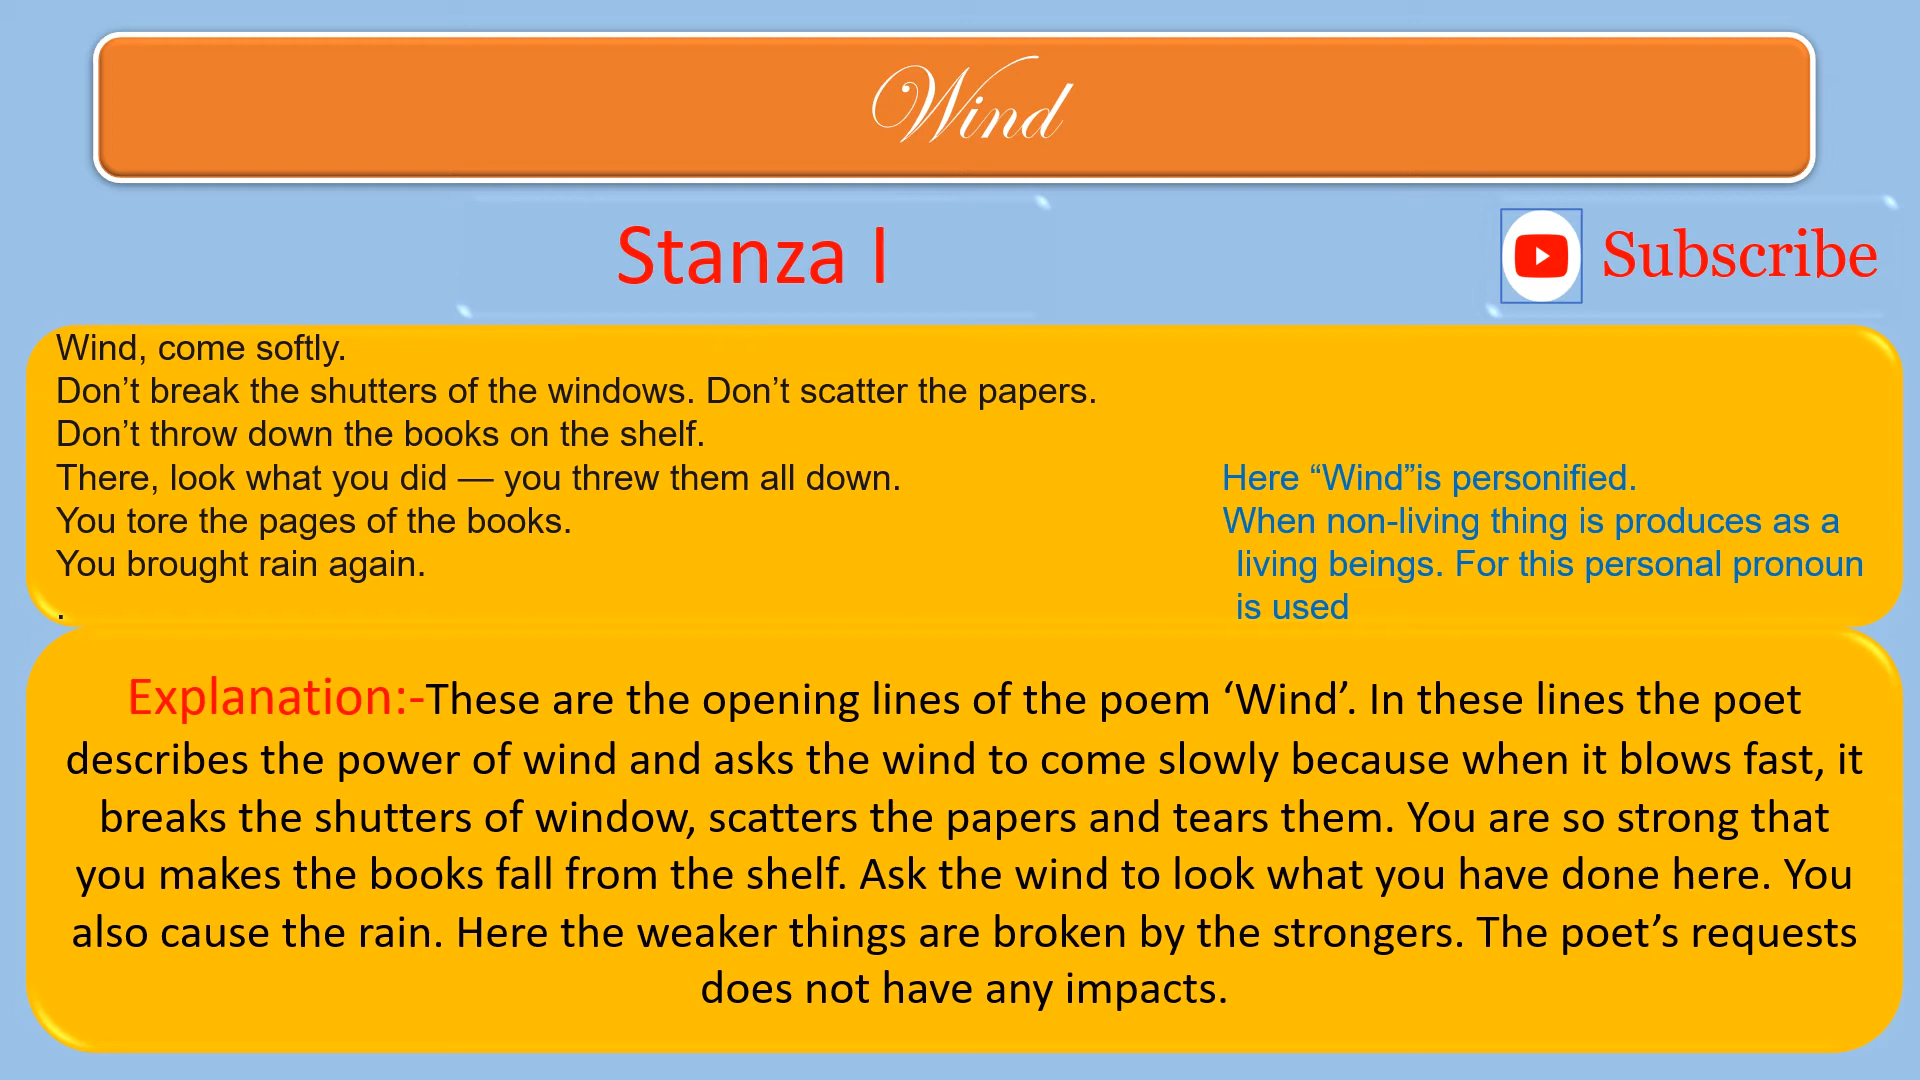 Wind
Stanza I
Subscribe
Wind, come softly.
Don’t break the shutters of the windows. Don’t scatter the papers.
Don’t throw down the books on the shelf.
There, look what you did — you threw them all down.
You tore the pages of the books.
You brought rain again.
.
Here “Wind”is personified.
When non-living thing is produces as a
living beings. For this personal pronoun
is used
Explanation:-These are the opening lines of the poem ‘Wind’. In these lines the poet
describes the power of wind and asks the wind to come slowly because when it blows fast, it
breaks the shutters of window, scatters the papers and tears them. You are so strong that
you makes the books fall from the shelf. Ask the wind to look what you have done here. You
also cause the rain. Here the weaker things are broken by the strongers. The poet’s requests
does not have any impacts.